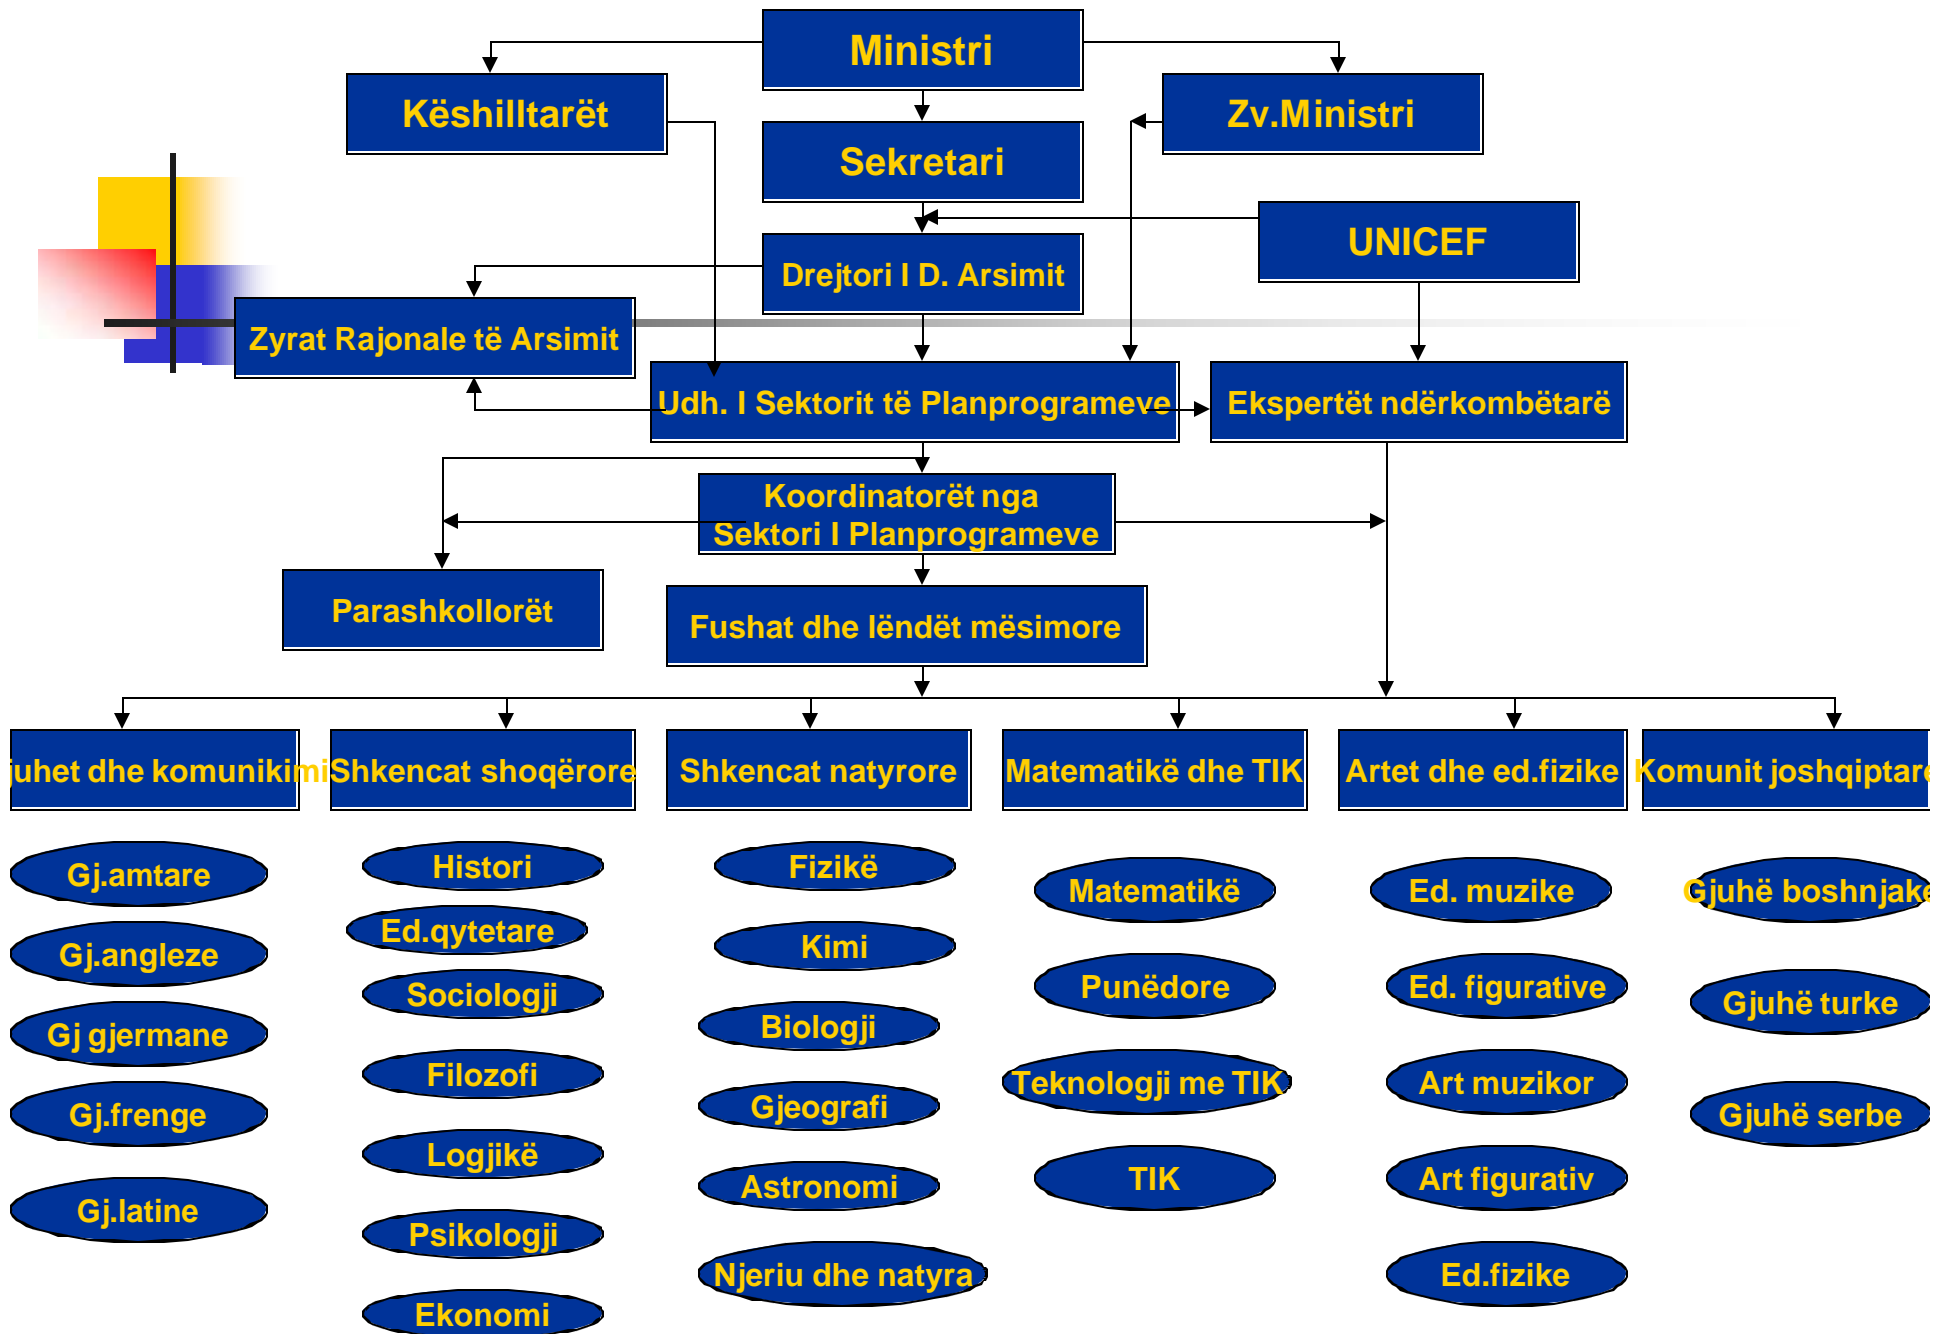 Ministri
Këshilltarët
Zv.Ministri
Sekretari
UNICEF
Drejtori I D. Arsimit
Zyrat Rajonale të Arsimit
Udh. I Sektorit të Planprogrameve
Ekspertët ndërkombëtarë
Koordinatorët nga
Sektori I Planprogrameve
Parashkollorët
Fushat dhe lëndët mësimore
juhet dhe komunikimi
Shkencat shoqërore
Shkencat natyrore
Matematikë dhe TIK
Artet dhe ed.fizike
Komunit joshqiptare
Gj.amtare
Gj.angleze
Gj gjermane
Gj.frenge
Gj.latine
Histori
Ed.qytetare
Sociologji
Filozofi
Logjikë
Psikologji
Ekonomi
Fizikë
Kimi
Biologji
Gjeografi
Astronomi
Njeriu dhe natyra
Matematikë
Punëdore
Teknologji me TIK
TIK
Ed. muzike
Ed. figurative
Art muzikor
Art figurativ
Ed.fizike
Gjuhë boshnjake
Gjuhë turke
Gjuhë serbe